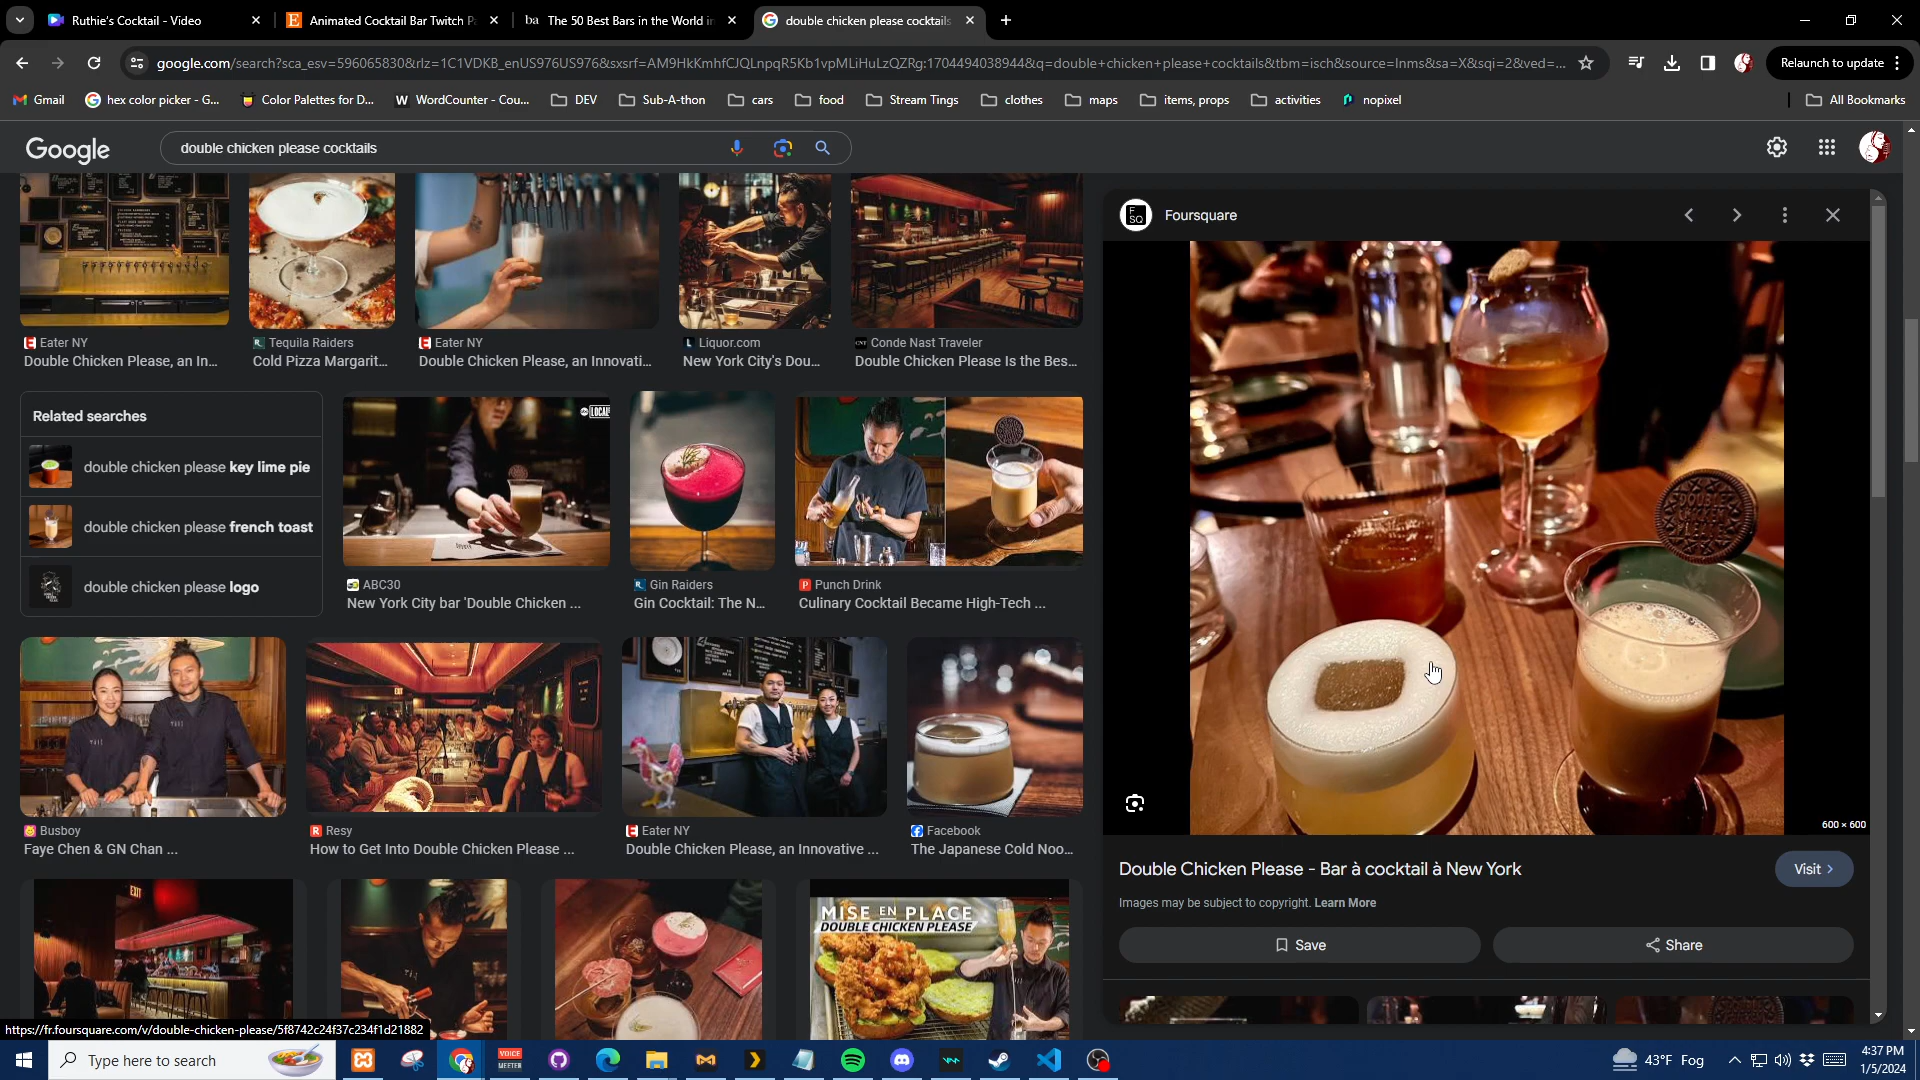 Ruthie's Cocktail - Video
Animated Cocktail Bar Twitch P
ba The 50 Best Bars in the World in
double chicken please cocktails
google.com/search?sca_esv=596065830&rlz=1C1VDKB_enUS976US976&sxsrf=AM9HkKmhfCJQLnpqR5Kb1vpMLiHuLzQZRg:1704494038944&q=double+chicken+please+cocktails&tbm=isch&source=lnms&sa=X&sqi=2&ved=...
Relaunch to update
Gmail
hex color picker - G...
Color Palettes for D...
WordCounter - Cou...
DEV
Sub-A-thon
cars
food
Stream Tings
clothes
maps
items, props
activities
nopixel
All Bookmarks
Google
double chicken please cocktails
Eater NY
Double Chicken Please, an In...
Tequila Raiders
Cold Pizza Margarit...
Eater NY
Double Chicken Please, an Innovati...
Liquor.com
New York City's Dou...
Conde Nast Traveler
Double Chicken Please Is the Bes...
Related searches
double chicken please key lime pie
double chicken please french toast
double chicken please logo
LOCAL
ABC30
New York City bar 'Double Chicken ...
Gin Raiders
Gin Cocktail: The N...
Punch Drink
Culinary Cocktail Became High-Tech ...
Busboy
Faye Chen & GN Chan ...
Resy
How to Get Into Double Chicken Please ...
Eater NY
Double Chicken Please, an Innovative ...
Facebook
The Japanese Cold Noo...
EXIT
MISE EN PLACE
DOUBLE CHICKEN PLEASE
FSQ
Foursquare
DOUBLE
CHICKEN
PLEASE
600 × 600
Double Chicken Please - Bar à cocktail à New York
Visit
Images may be subject to copyright. Learn More
Save
Share
https://fr.foursquare.com/v/double-chicken-please/5f8742c24f37c234f1d21882
Type here to search
VOICE
MEETER
43°F Fog
4:37 PM
1/5/2024